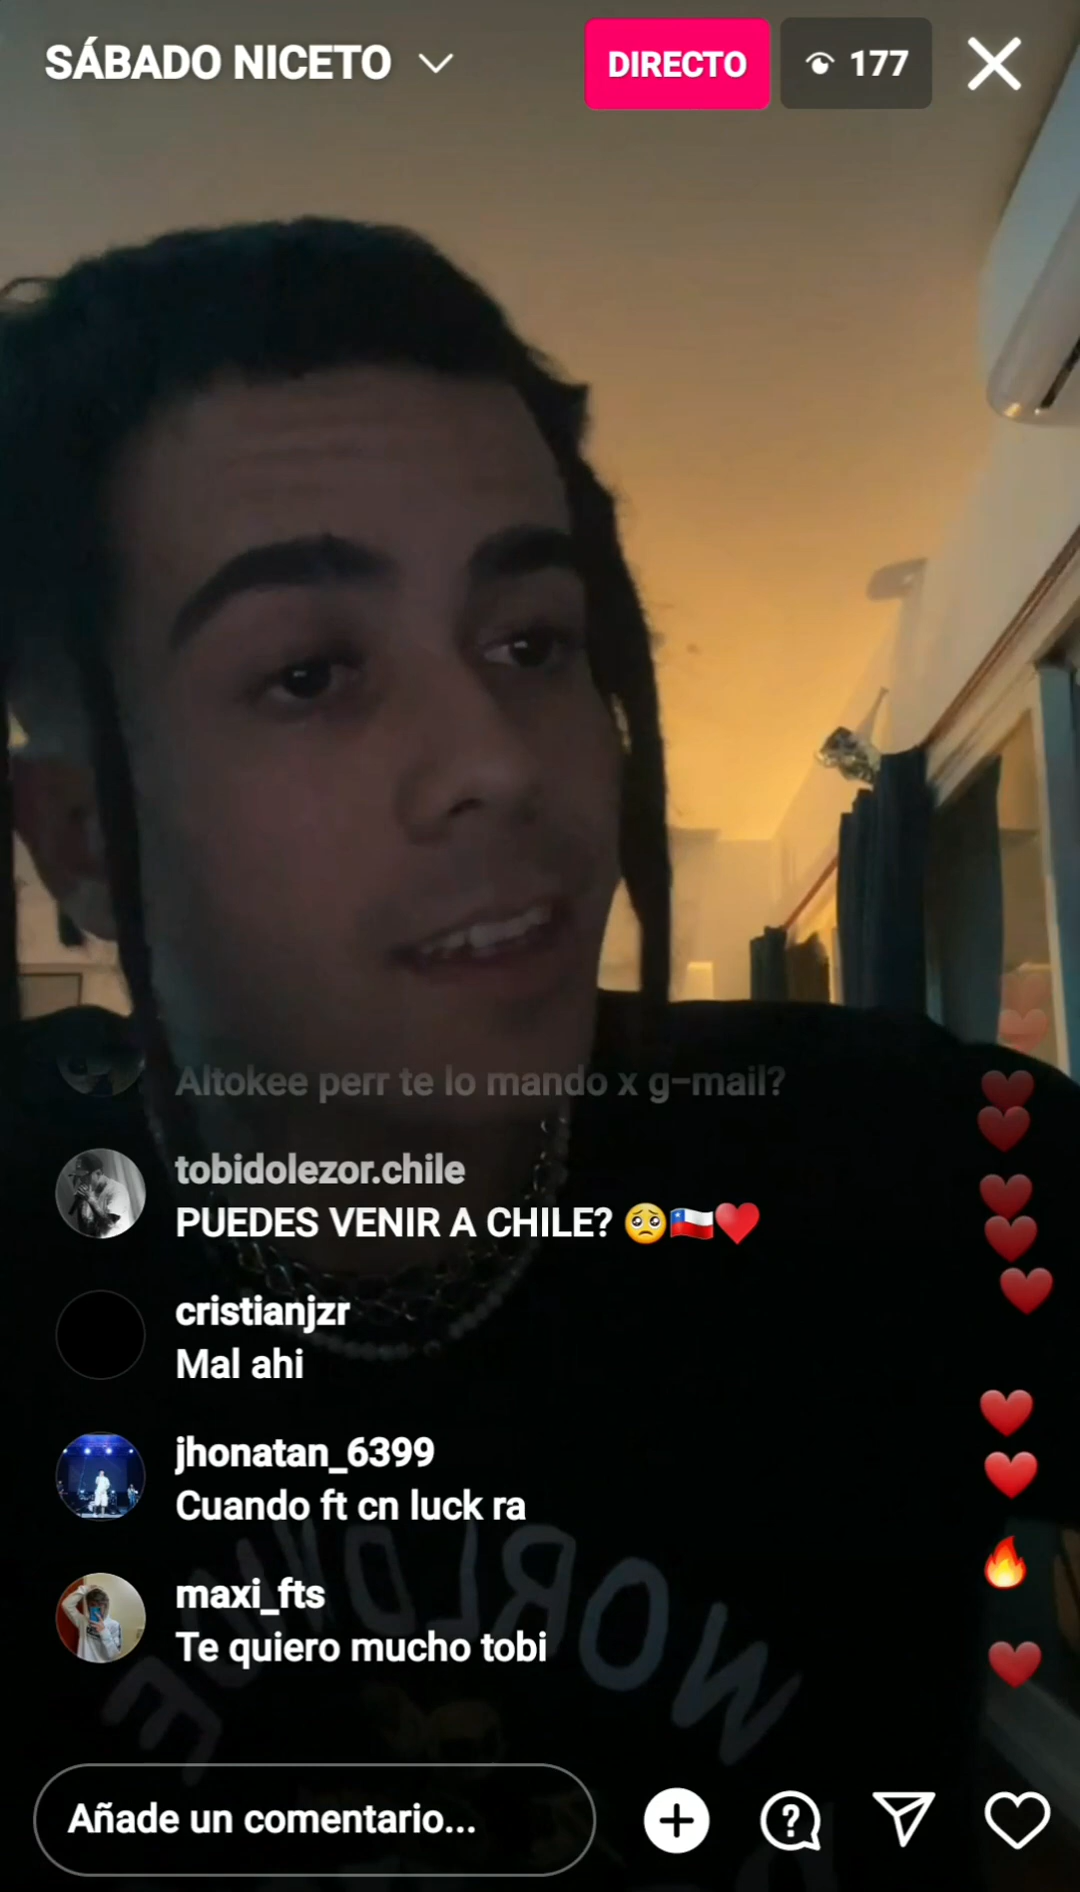 SÁBADO NICETO
DIRECTO
177
Altokee perr te lo mando x g-mail?
tobidolezor.chile
PUEDES VENIR A CHILE? 🥺🇨🇱❤️
cristianjzr
Mal ahi
jhonatan_6399
Cuando ft cn luck ra
maxi_fts
Te quiero mucho tobi
WORLDWIDE
Añade un comentario...